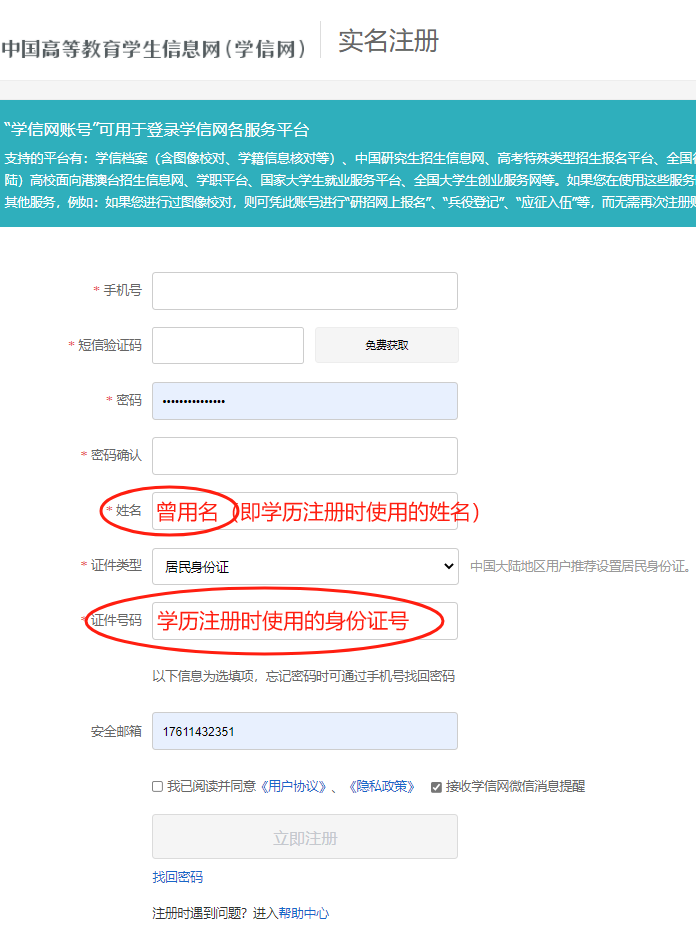 中国高等教育学生信息网(学信网) 实名注册
“学信网账号”可用于登录学信网各服务平台
支持的平台有：学信档案（含图像校对、学籍信息核对等）、中国研究生招生信息网、高考特殊类型招生报名平台、全国
陆）高校面向港澳台招生信息网、学职平台、国家大学生就业服务平台、全国大学生创业服务网等。如果您在使用这些服务
其他服务，例如：如果您进行过图像校对，则可凭此账号进行“研招网上报名”、“兵役登记”、“应征入伍”等，而无需再次注册
* 手机号
* 短信验证码 免费获取
* 密码 •••••••••••••••
* 密码确认
* 姓名 曾用名（即学历注册时使用的姓名）
* 证件类型 居民身份证 中国大陆地区用户推荐设置居民身份证。
* 证件号码 学历注册时使用的身份证号
以下信息为选填项，忘记密码时可通过手机号找回密码
安全邮箱 17611432351
我已阅读并同意《用户协议》、《隐私政策》 接收学信网微信消息提醒
立即注册
找回密码
注册时遇到问题？进入帮助中心